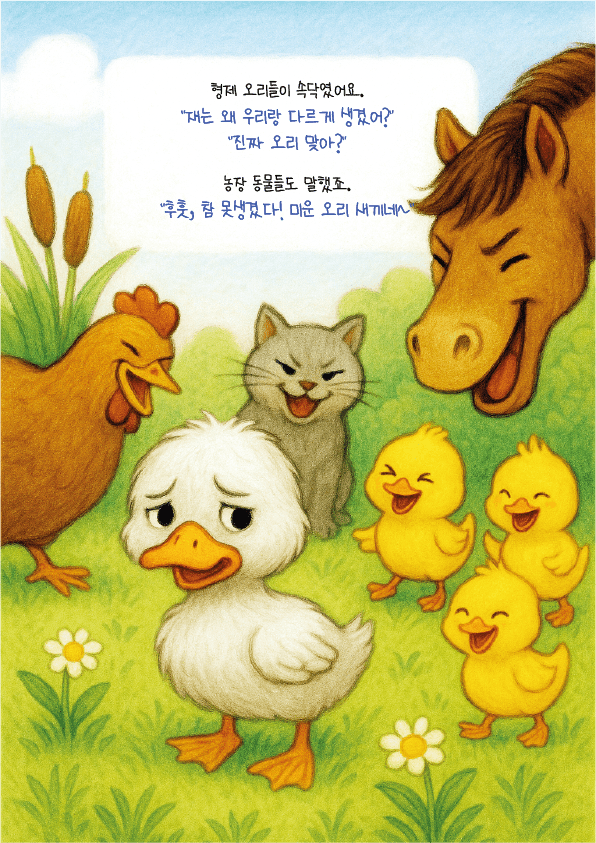 형제 오리들이 속닥였어요.
"쟤는 왜 우리랑 다르게 생겼어?"
"진짜 오리 맞아?"
농장 동물들도 말했죠.
"후훗, 참 못생겼다! 미운 오리 새끼네~